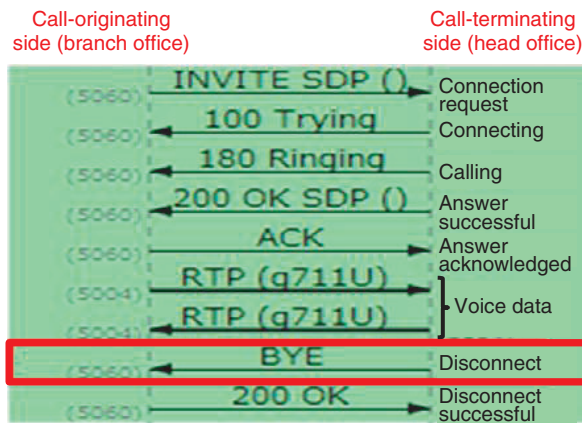 Call-originating
side (branch office)
Call-terminating
side (head office)
INVITE SDP ()
(5060)
Connection
request
100 Trying
(5060)
Connecting
180 Ringing
(5060)
Calling
200 OK SDP ()
(5060)
Answer
successful
ACK
(5060)
Answer
acknowledged
RTP (g711U)
(5004)
RTP (g711U)
(5004)
Voice data
BYE
(5060)
Disconnect
200 OK
(5060)
Disconnect
successful